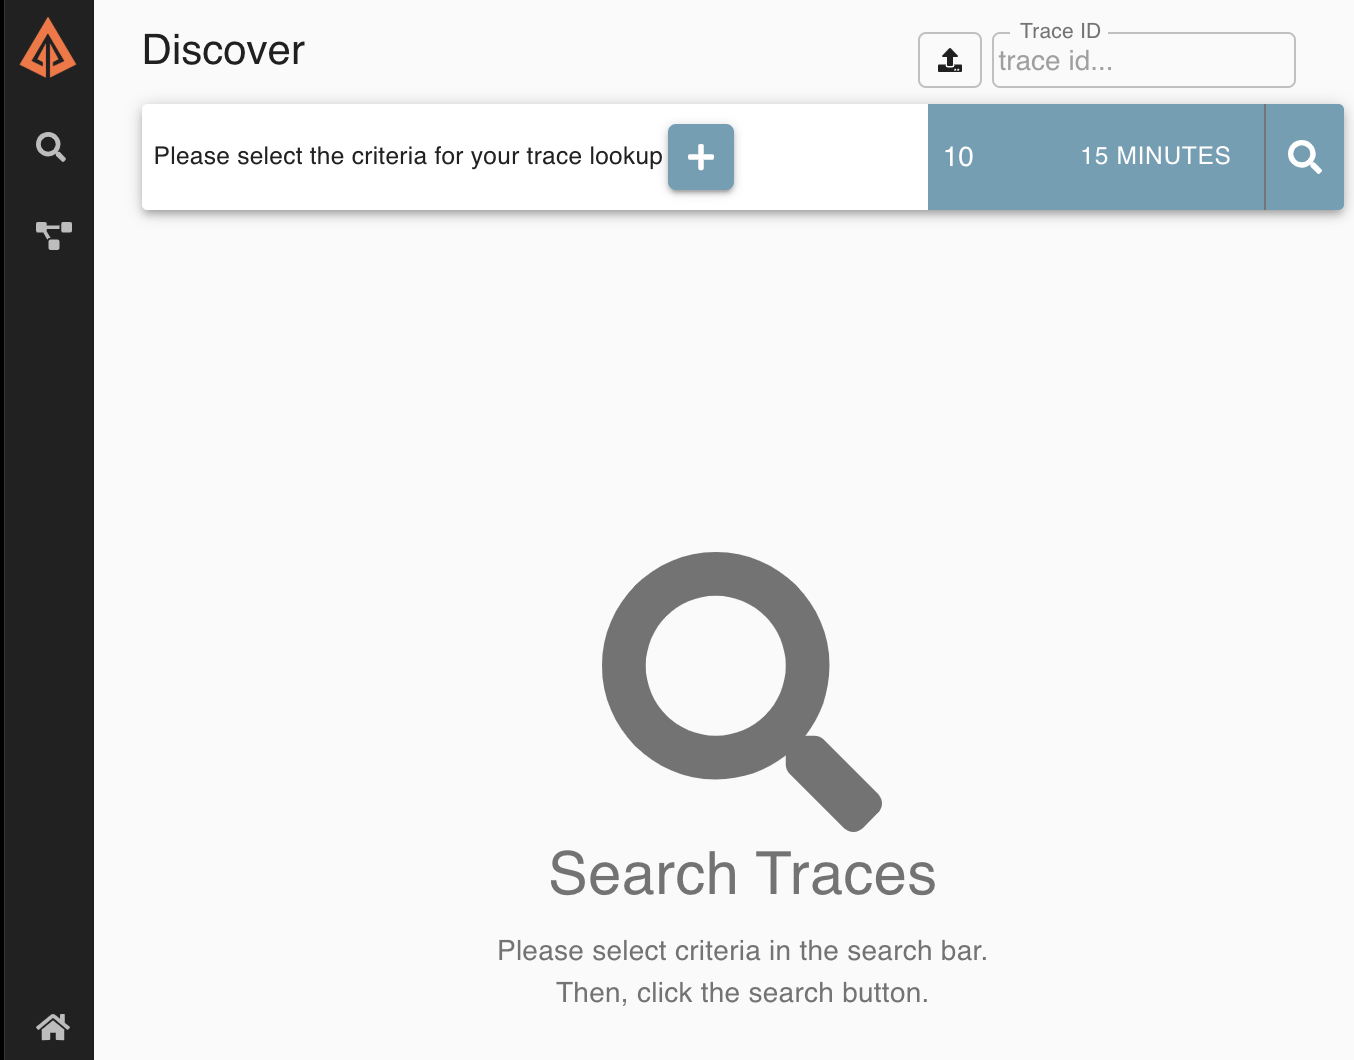 Discover
Trace ID
trace id...
Please select the criteria for your trace lookup
10
15 MINUTES
Search Traces
Please select criteria in the search bar.
Then, click the search button.